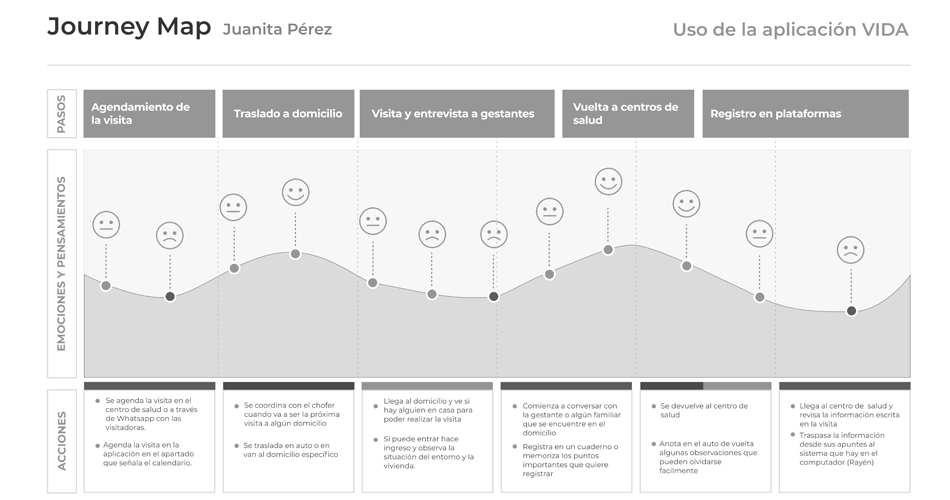 Journey Map Juanita Pérez
Uso de la aplicación VIDA
PASOS
Agendamiento de
la visita
Traslado a domicilio
Visita y entrevista a gestantes
Vuelta a centros de
salud
Registro en plataformas
EMOCIONES Y PENSAMIENTOS
ACCIONES
Se agenda la visita en el
centro de salud o a través
de Whatsapp con las
visitadoras.
Agenda la visita en la
aplicación en el apartado
que señala el calendario.
Se coordina con el chofer
cuando va a ser la próxima
visita a algún domicilio
Se traslada en auto o en
van al domicilio específico
Llega al domicilio y ve si
hay alguien en casa para
poder realizar la visita
Si puede entrar hace
ingreso y observa la
situación del entorno y la
vivienda.
Comienza a conversar con
la gestante o algún familiar
que se encuentre en el
domicilio
Registra en un cuaderno o
memoriza los puntos
importantes que quiere
registrar
Se devuelve al centro de
salud
Anota en el auto de vuelta
algunas observaciones que
pueden olvidarse
facilmente
Llega al centro de salud y
revisa la información escrita
en la visita
Traspasa la información
desde sus apuntes al
sistema que hay en el
computador (Rayén)